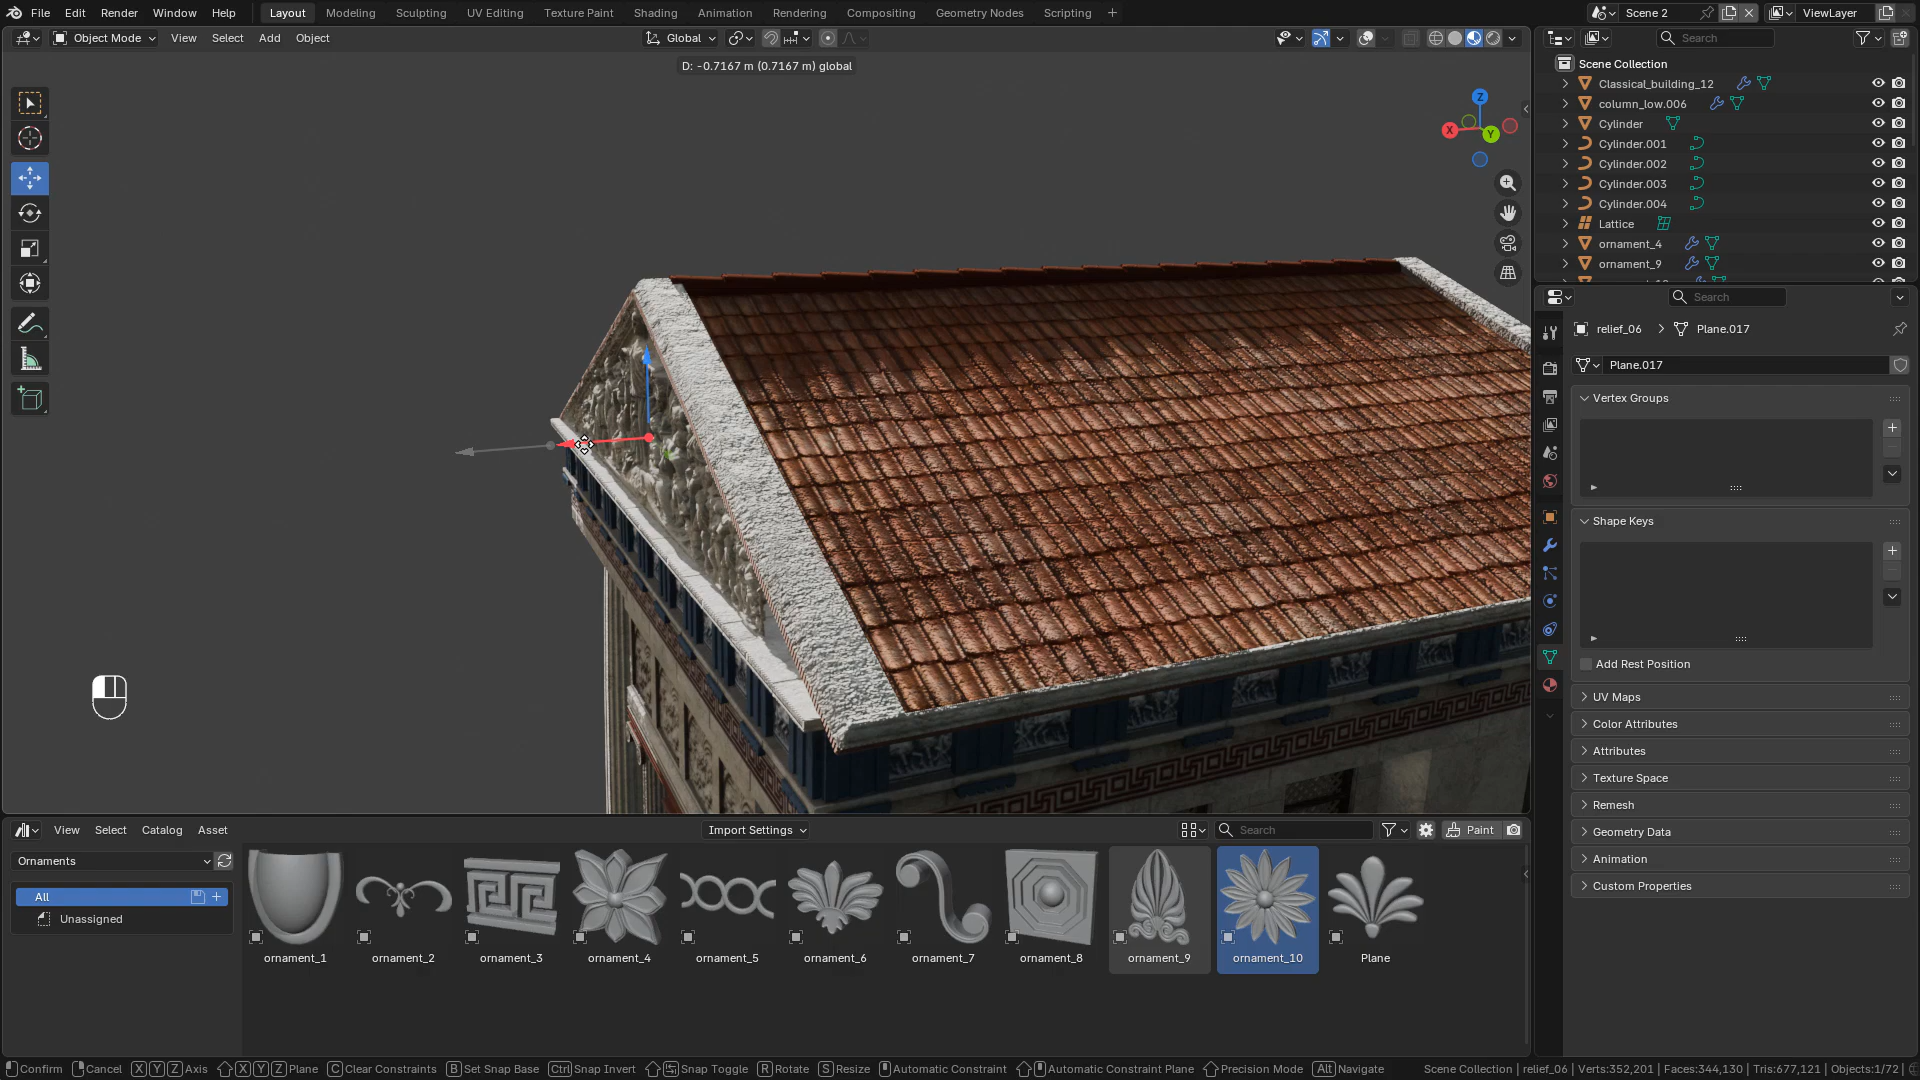 File Edit Render Window Help Layout Modeling Sculpting UV Editing Texture Paint Shading Animation Rendering Compositing Geometry Nodes Scripting + Scene 2 ViewLayer
Object Mode View Select Add Object Global Search
D: -0.7167 m (0.7167 m) global
Z
X
Y
Scene Collection
Classical_building_12
column_low.006
Cylinder
Cylinder.001
Cylinder.002
Cylinder.003
Cylinder.004
Lattice
ornament_4
ornament_9
Search
relief_06 > Plane.017
Plane.017
Vertex Groups
Shape Keys
Add Rest Position
UV Maps
Color Attributes
Attributes
Texture Space
Remesh
Geometry Data
Animation
Custom Properties
View Select Catalog Asset Import Settings Search Paint
Ornaments
All
Unassigned
ornament_1 ornament_2 ornament_3 ornament_4 ornament_5 ornament_6 ornament_7 ornament_8 ornament_9 ornament_10 Plane
Confirm Cancel X Y Z Axis X Y Z Plane C Clear Constraints B Set Snap Base Ctrl Snap Invert Snap Toggle R Rotate S Resize Automatic Constraint Automatic Constraint Plane Precision Mode Alt Navigate Scene Collection | relief_06 | Verts:352,201 | Faces:344,130 | Tris:677,121 | Objects:1/72 |